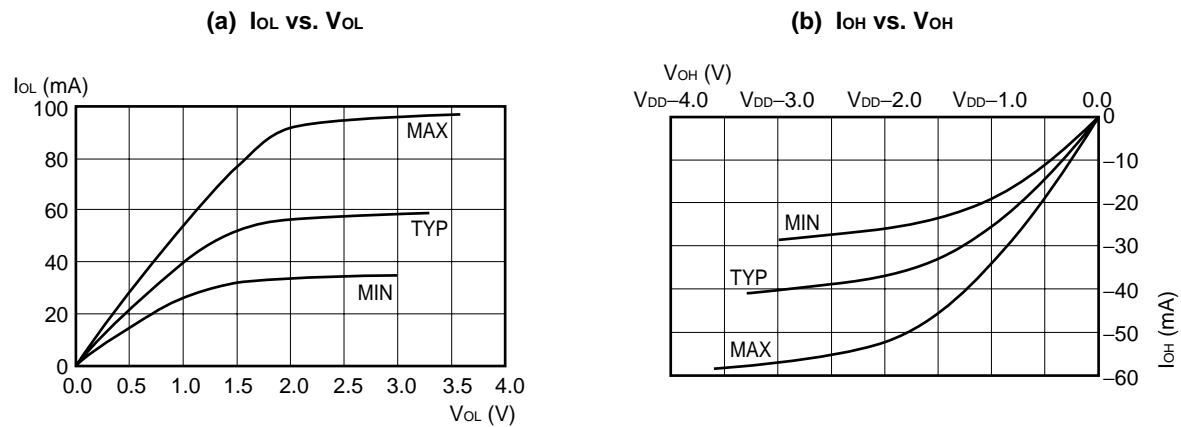 (a) IOL vs. VOL
IOL (mA)
100
80
60
40
20
0
MAX
TYP
MIN
0.0 0.5 1.0 1.5 2.0 2.5 3.0 3.5 4.0
VOL (V)
(b) IOH vs. VOH
VOH (V)
VDD–4.0 VDD–3.0 VDD–2.0 VDD–1.0 0.0
0
–10
–20
–30
–40
–50
–60
MIN
TYP
MAX
IOH (mA)